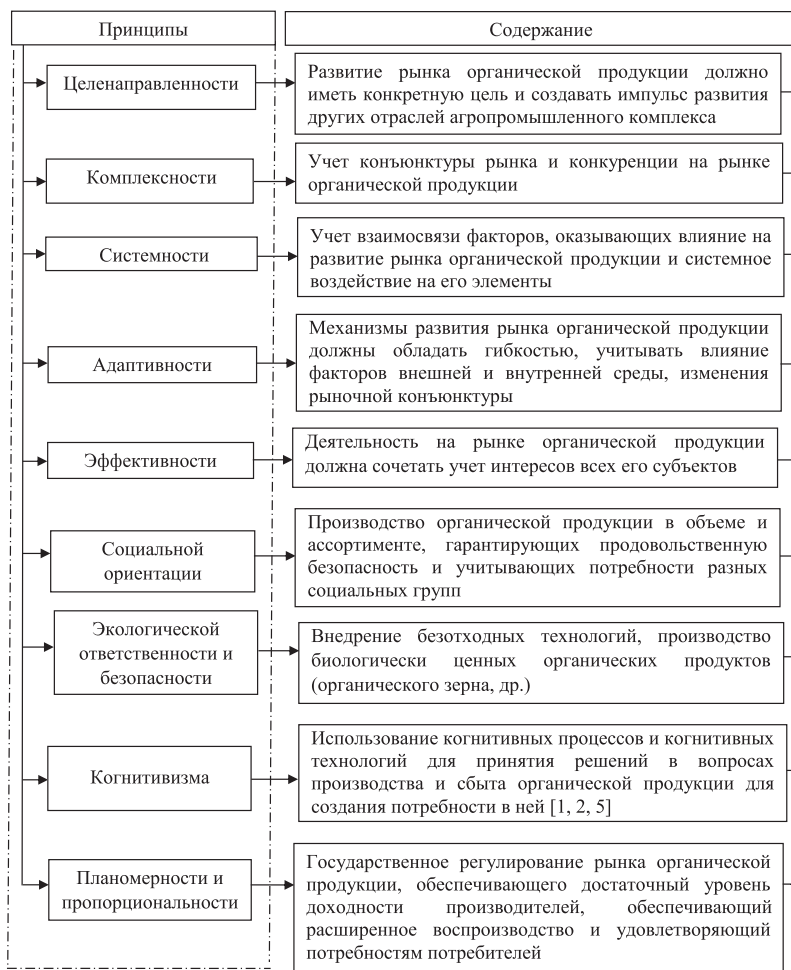 Принципы
Содержание
Целенаправленности
Развитие рынка органической продукции должно
иметь конкретную цель и создавать импульс развития
других отраслей агропромышленного комплекса
Комплексности
Учет конъюнктуры рынка и конкуренции на рынке
органической продукции
Системности
Учет взаимосвязи факторов, оказывающих влияние на
развитие рынка органической продукции и системное
воздействие на его элементы
Адаптивности
Механизмы развития рынка органической продукции
должны обладать гибкостью, учитывать влияние
факторов внешней и внутренней среды, изменения
рыночной конъюнктуры
Эффективности
Деятельность на рынке органической продукции
должна сочетать учет интересов всех его субъектов
Социальной
ориентации
Производство органической продукции в объеме и
ассортименте, гарантирующих продовольственную
безопасность и учитывающих потребности разных
социальных групп
Экологической
ответственности и
безопасности
Внедрение безотходных технологий, производство
биологически ценных органических продуктов
(органического зерна, др.)
Когнитивизма
Использование когнитивных процессов и когнитивных
технологий для принятия решений в вопросах
производства и сбыта органической продукции для
создания потребности в ней [1, 2, 5]
Планомерности и
пропорциональности
Государственное регулирование рынка органической
продукции, обеспечивающего достаточный уровень
доходности производителей, обеспечивающий
расширенное воспроизводство и удовлетворяющий
потребностям потребителей